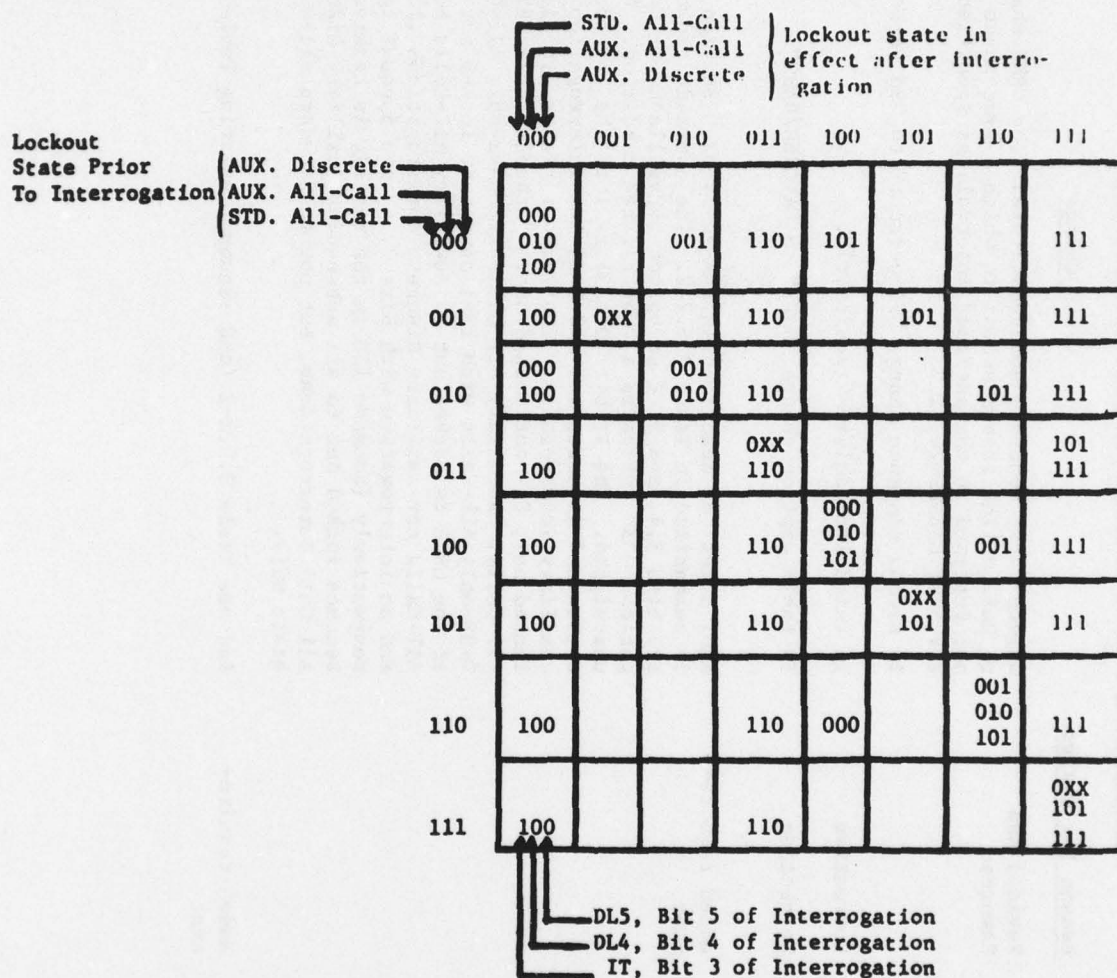 STD. All-Call
AUX. All-Call
AUX. Discrete
Lockout state in
effect after interro-
gation
Lockout
State Prior
To Interrogation
AUX. Discrete
AUX. All-Call
STD. All-Call
000 001 010 011 100 101 110 111
000
000
010
100
001 110 101 111
001 100 0XX 110 101 111
010
000
100
001
010
110 101 111
011 100
0XX
110
101
111
100 100 110
000
010
101
001 111
101 100 110
0XX
101
111
110 100 110 000
001
010
101
111
111 100 110
0XX
101
111
DL5, Bit 5 of Interrogation
DL4, Bit 4 of Interrogation
IT, Bit 3 of Interrogation